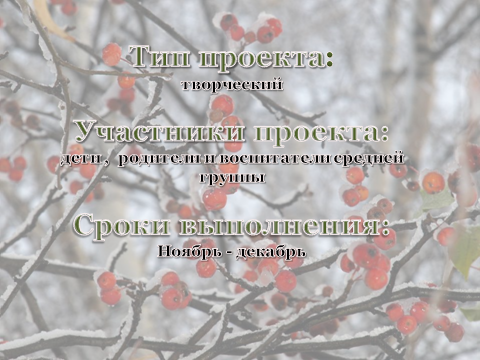 Тип проекта:
творческий
Участники проекта:
дети ,  родители и воспитатели средней
группы
Сроки выполнения:
Ноябрь - декабрь